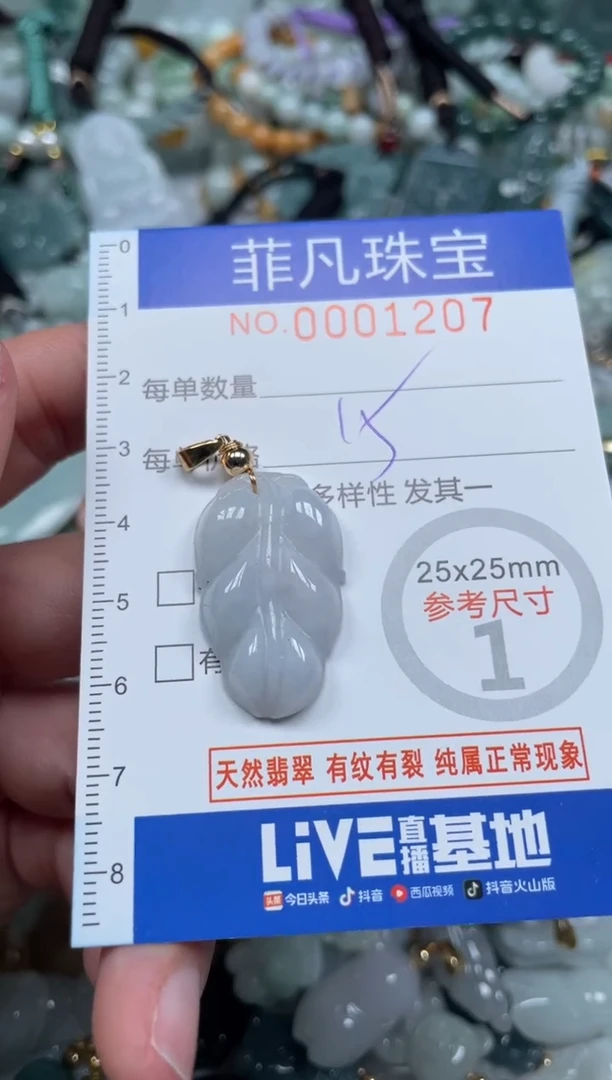 0
菲凡珠宝
1
NO.0001207
2
每单数量
15
3
每单
4
多样性 发其一
25x25mm
5
参考尺寸
1
6
有
7
天然翡翠 有纹有裂 纯属正常现象
LiVE直播基地
8
头条 今日头条 抖音 西瓜视频 抖音火山版